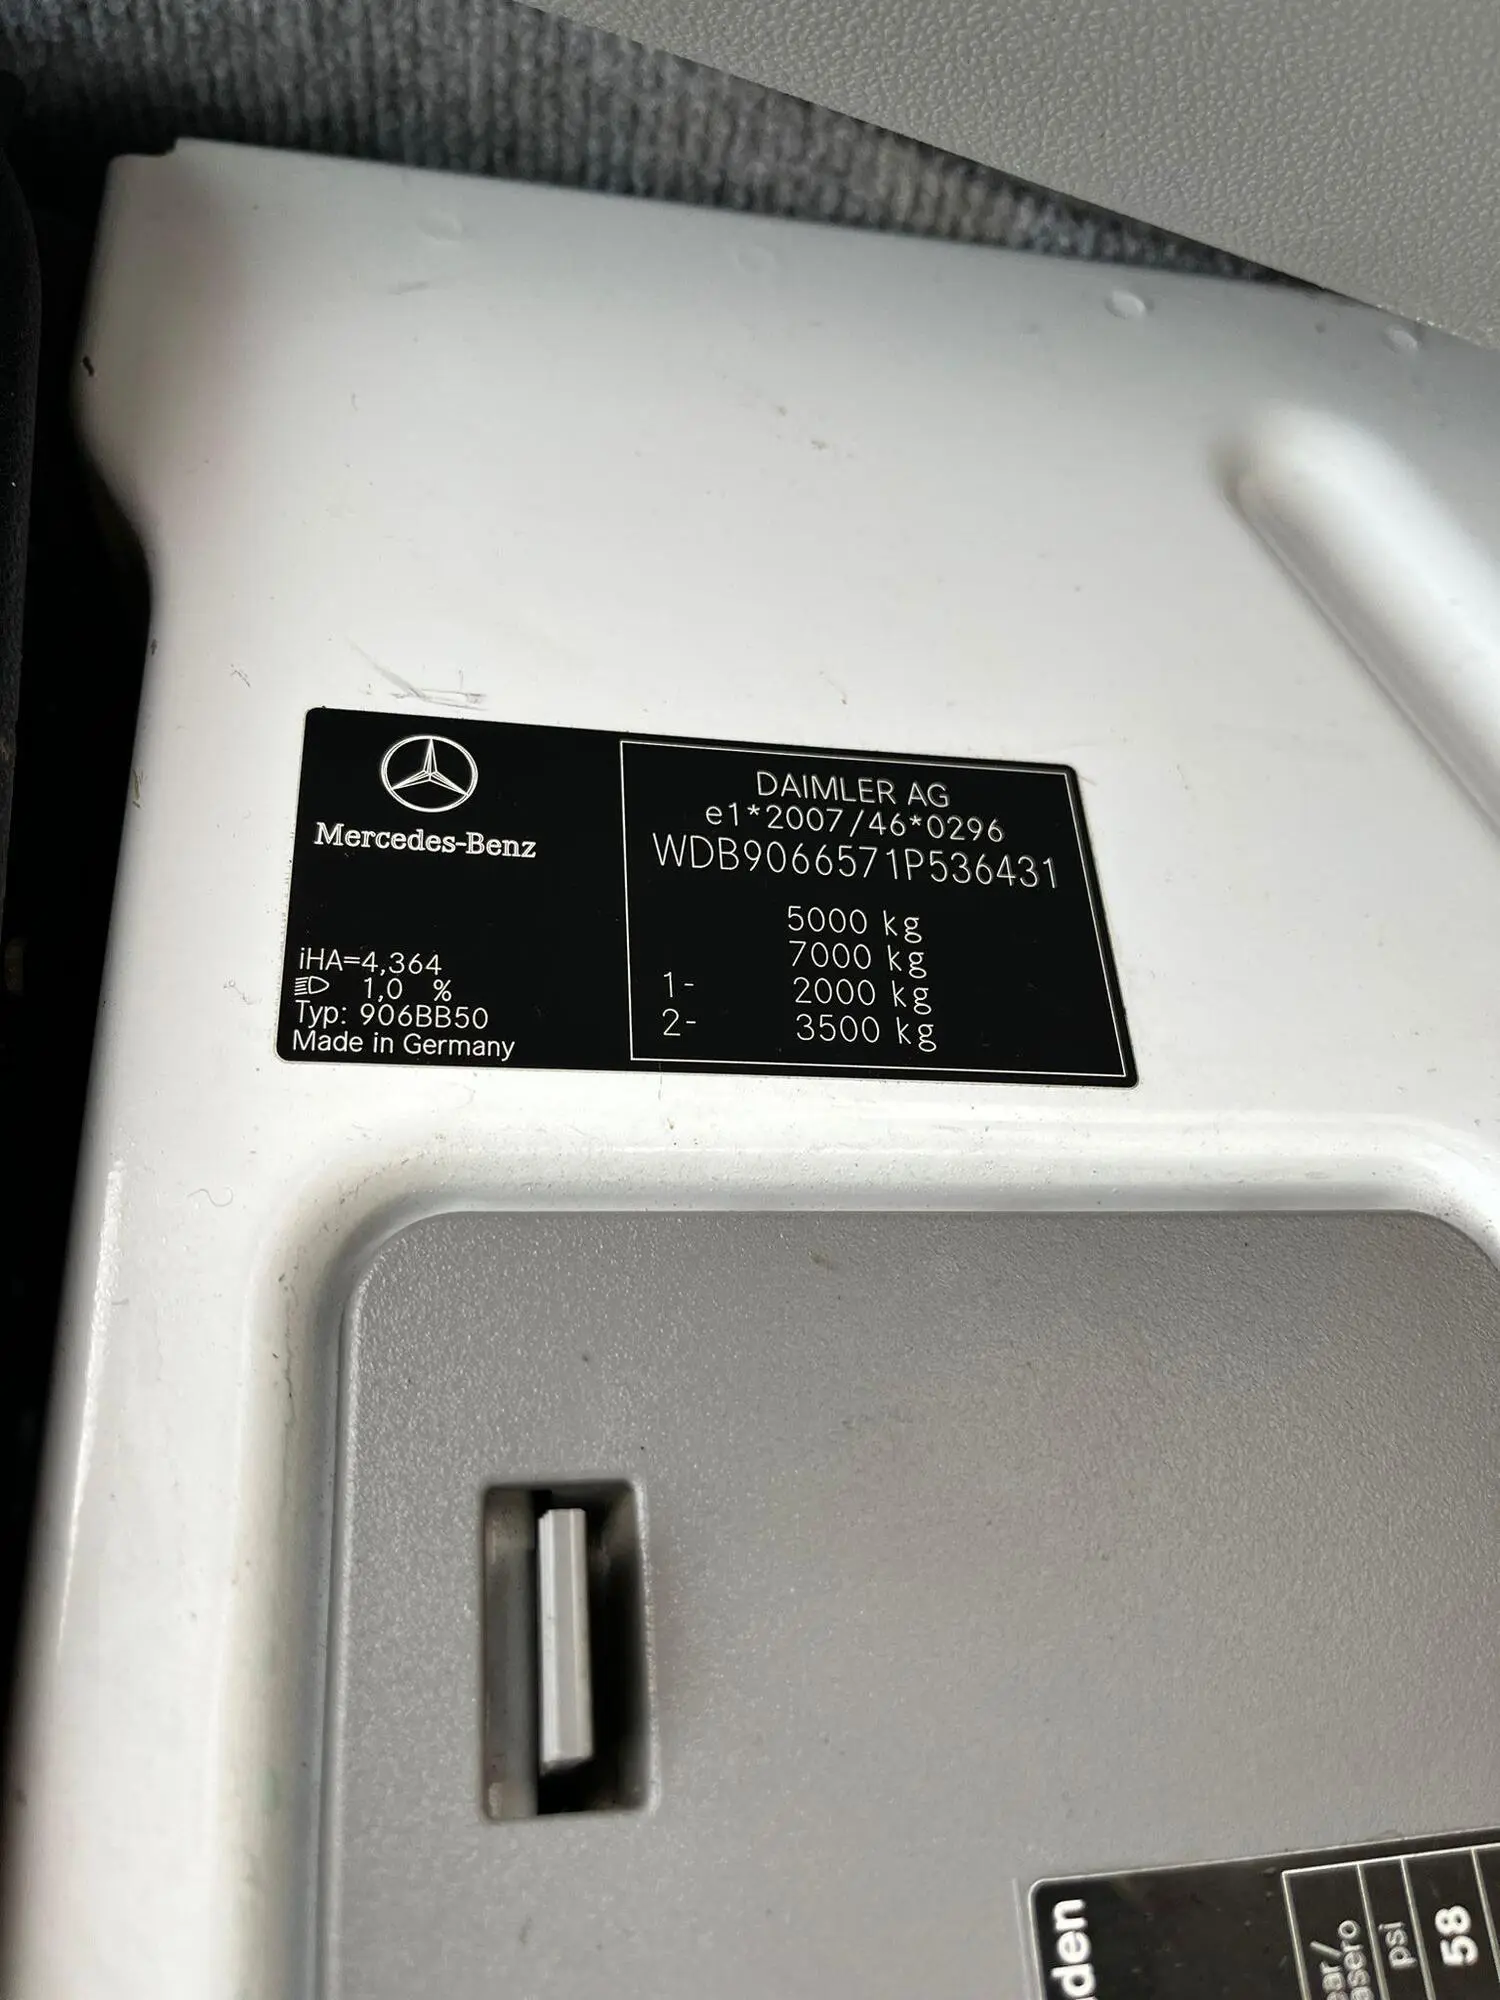 Mercedes-Benz
iHA=4,364
1,0 %
Typ: 906BB50
Made in Germany
DAIMLER AG
e1*2007/46*0296
WDB9066571P536431
5000 kg
7000 kg
1- 2000 kg
2- 3500 kg
psi
58